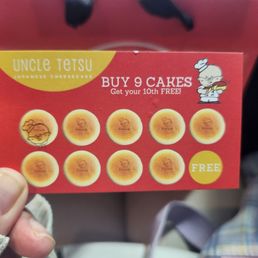 UNCLE TETSU
JAPANESE CHEESECAKE
BUY 9 CAKES
Get your 10th FREE!
FREE